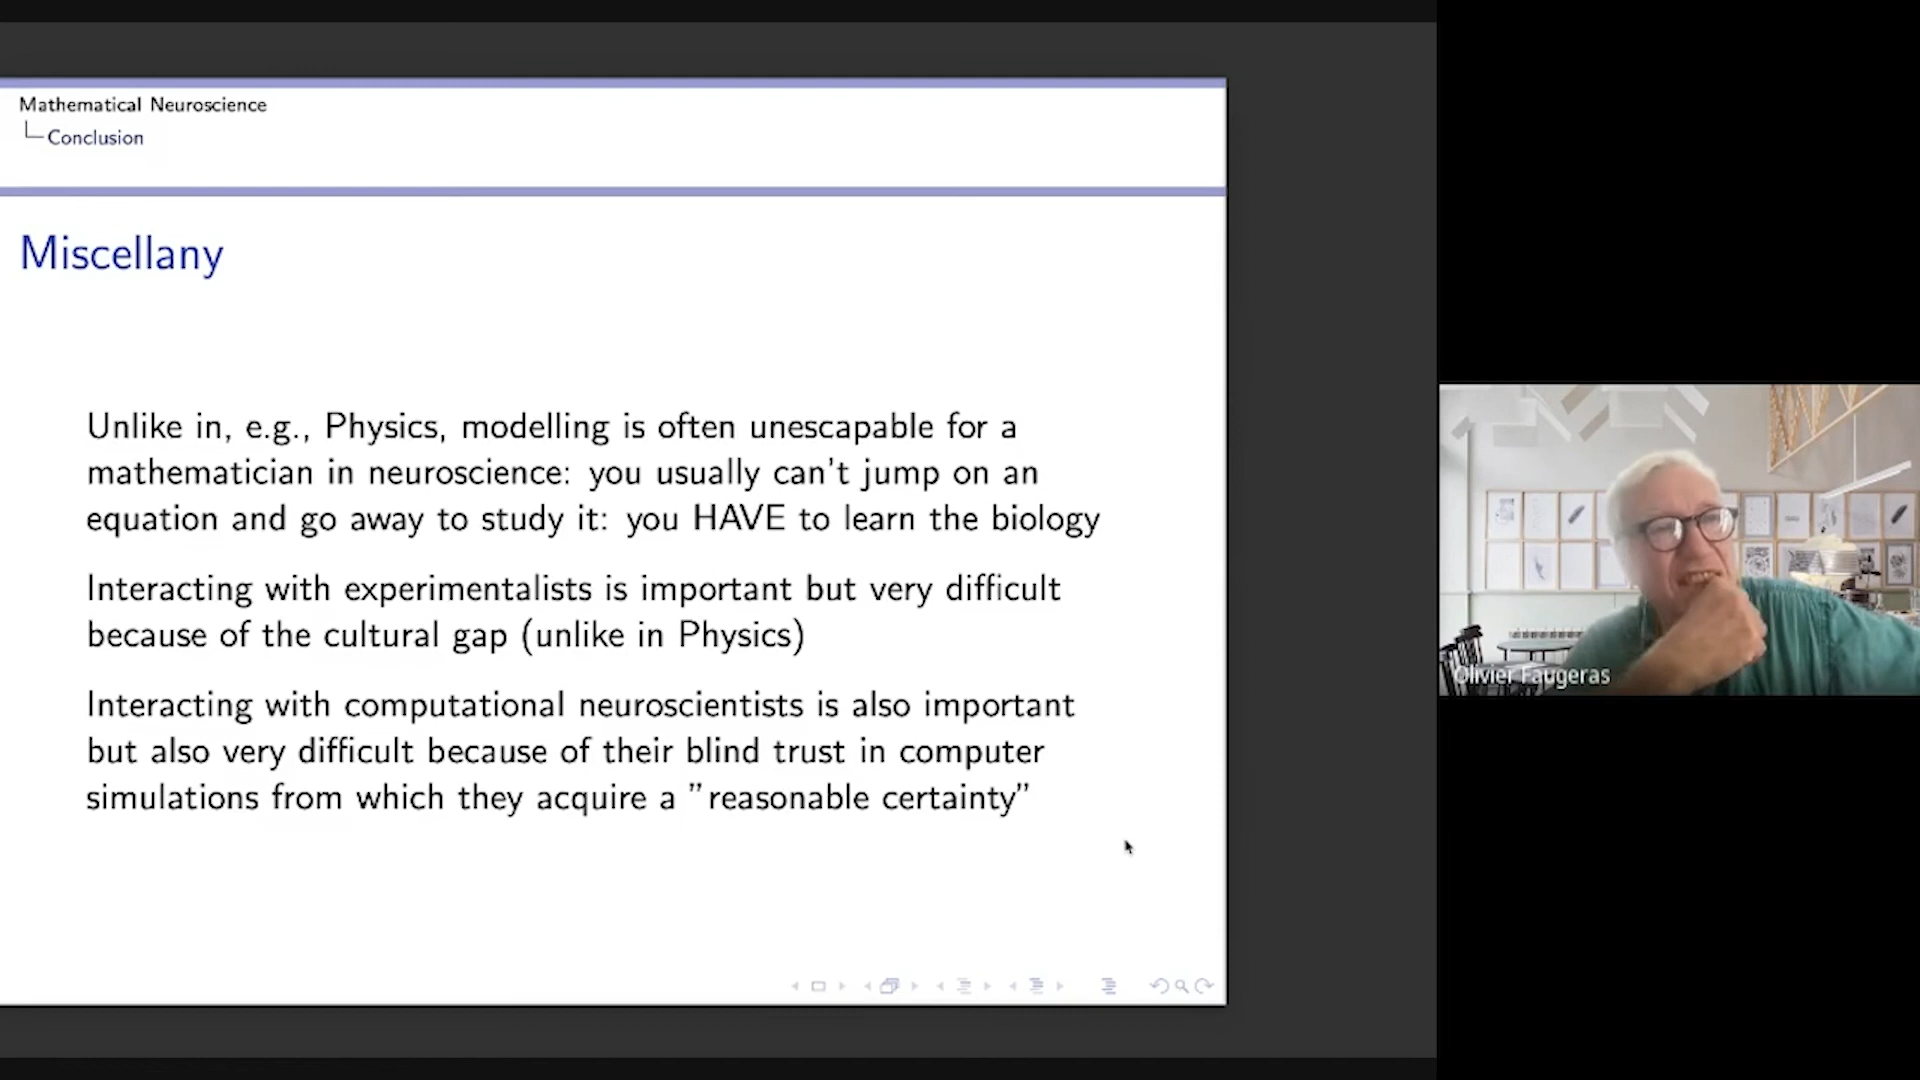 Mathematical Neuroscience
Conclusion
Miscellany
Unlike in, e.g., Physics, modelling is often unescapable for a
mathematician in neuroscience: you usually can't jump on an
equation and go away to study it: you HAVE to learn the biology
Interacting with experimentalists is important but very difficult
because of the cultural gap (unlike in Physics)
Interacting with computational neuroscientists is also important
but also very difficult because of their blind trust in computer
simulations from which they acquire a "reasonable certainty"
Olivier Faugeras